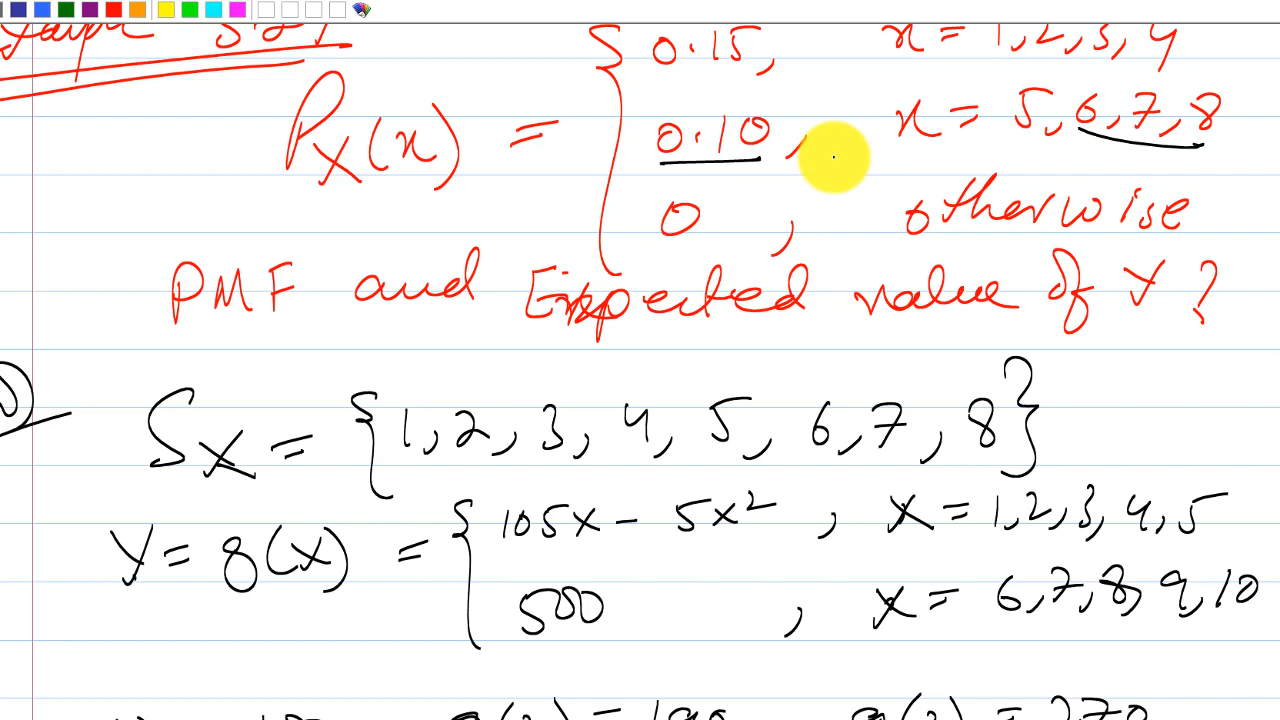 0.15, x = 1,2,3,4
P_X(x) = { 0.10, x = 5,6,7,8
0, otherwise
PMF and Expected value of Y?
S_X = {1,2,3,4,5,6,7,8}
Y = g(X) = { 105X - 5X², X = 1,2,3,4,5
500, X = 6,7,8,9,10